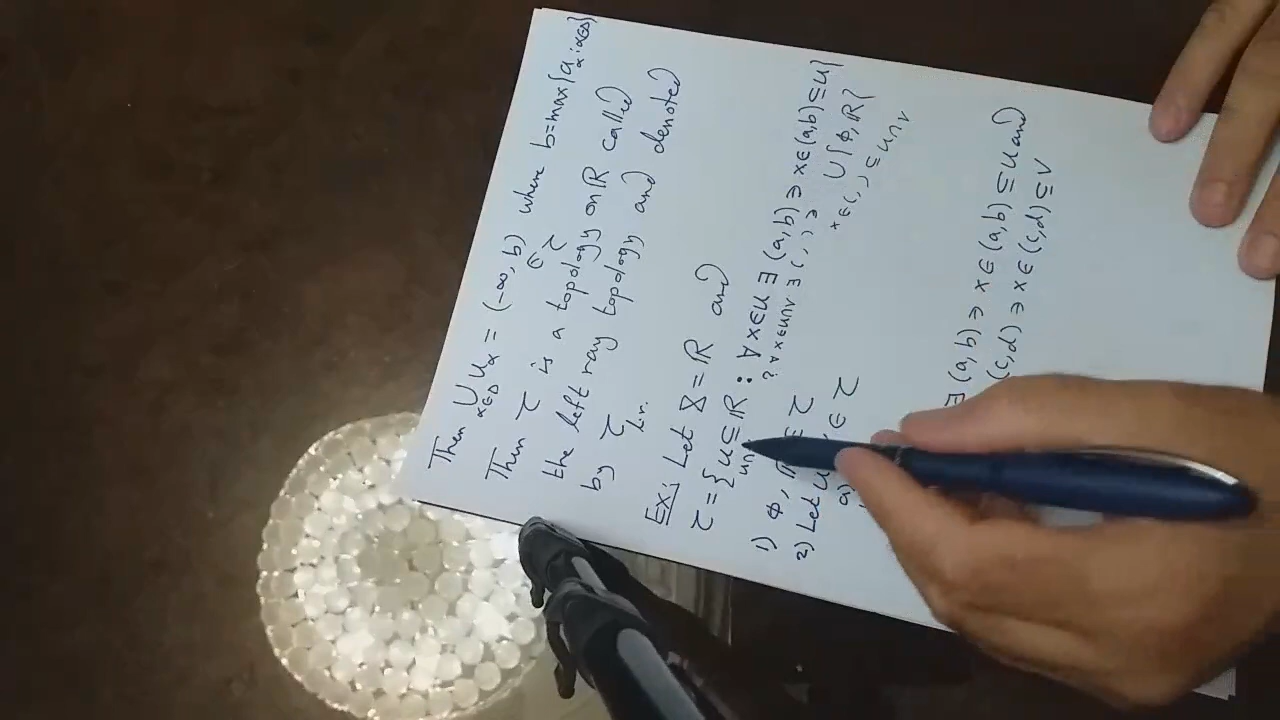 Then ∪ U_α = (-∞, b) where b = max{a_α : α∈Δ}
α∈Δ
∈ τ
Then τ is a topology on ℝ called
the left ray topology and denoted
by τ_l.r.
Ex: Let X = ℝ and
τ = {U ⊆ ℝ : ∀ x∈U ∃ (a,b) ∋ x ∈ (a,b) ⊆ U}
U∩V ? ∀ x∈U∩V ∃ ( , ) ∋ x ∈ ( , ) ⊆ U∩V
∪ {ϕ, ℝ}
1) ϕ, ∈ τ
2) Let U ∈ τ
a)
∃ (a,b) ∋ x ∈ (a,b) ⊆ U and
(c,d) ∋ x ∈ (c,d) ⊆ V